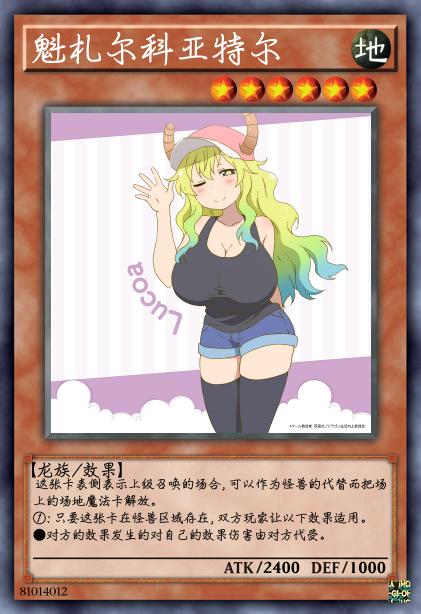 魁札尔科亚特尔
地
Lucoa
【龙族/效果】
这张卡表侧表示上级召唤的场合,可以作为怪兽的代替而把场
上的场地魔法卡解放。
①:只要这张卡在怪兽区域存在,双方玩家让以下效果适用。
●对方的效果发生的对自己的效果伤害由对方代受。
ATK/2400 DEF/1000
81014012